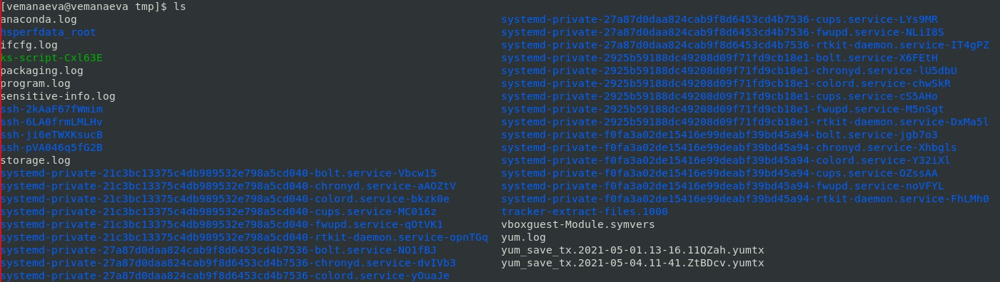 [vemanaeva@vemanaeva tmp]$ ls
anaconda.log
hsperfdata_root
ifcfg.log
ks-script-Cxl63E
packaging.log
program.log
sensitive-info.log
ssh-2kAaF67fWmim
ssh-6LA0frmLMLHv
ssh-ji6eTWXKsucB
ssh-pVA046q5fG2B
storage.log
systemd-private-21c3bc13375c4db989532e798a5cd040-bolt.service-Vbcw15
systemd-private-21c3bc13375c4db989532e798a5cd040-chronyd.service-aAOZtV
systemd-private-21c3bc13375c4db989532e798a5cd040-colord.service-bkzk0e
systemd-private-21c3bc13375c4db989532e798a5cd040-cups.service-MC016z
systemd-private-21c3bc13375c4db989532e798a5cd040-fwupd.service-qOtVK1
systemd-private-21c3bc13375c4db989532e798a5cd040-rtkit-daemon.service-opnTGq
systemd-private-27a87d0daa824cab9f8d6453cd4b7536-bolt.service-NO1fBJ
systemd-private-27a87d0daa824cab9f8d6453cd4b7536-chronyd.service-dvIVb3
systemd-private-27a87d0daa824cab9f8d6453cd4b7536-colord.service-yOuaJe
systemd-private-27a87d0daa824cab9f8d6453cd4b7536-cups.service-LYs9MR
systemd-private-27a87d0daa824cab9f8d6453cd4b7536-fwupd.service-NLiI8S
systemd-private-27a87d0daa824cab9f8d6453cd4b7536-rtkit-daemon.service-IT4gPZ
systemd-private-2925b59188dc49208d09f71fd9cb18e1-bolt.service-X6FEtH
systemd-private-2925b59188dc49208d09f71fd9cb18e1-chronyd.service-lU5dbU
systemd-private-2925b59188dc49208d09f71fd9cb18e1-colord.service-chwSkR
systemd-private-2925b59188dc49208d09f71fd9cb18e1-cups.service-cS5AHo
systemd-private-2925b59188dc49208d09f71fd9cb18e1-fwupd.service-M5nSgt
systemd-private-2925b59188dc49208d09f71fd9cb18e1-rtkit-daemon.service-DxMa5l
systemd-private-f0fa3a02de15416e99deabf39bd45a94-bolt.service-jgb7o3
systemd-private-f0fa3a02de15416e99deabf39bd45a94-chronyd.service-Xhbgls
systemd-private-f0fa3a02de15416e99deabf39bd45a94-colord.service-Y32iXl
systemd-private-f0fa3a02de15416e99deabf39bd45a94-cups.service-OZssAA
systemd-private-f0fa3a02de15416e99deabf39bd45a94-fwupd.service-noVFYL
systemd-private-f0fa3a02de15416e99deabf39bd45a94-rtkit-daemon.service-FhLMh0
tracker-extract-files.1000
vboxguest-Module.symvers
yum.log
yum_save_tx.2021-05-01.13-16.11QZah.yumtx
yum_save_tx.2021-05-04.11-41.ZtBDcv.yumtx